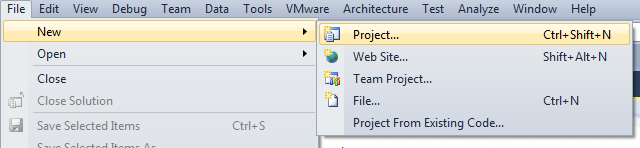 File Edit View Debug Team Data Tools VMware Architecture Test Analyze Window Help
New
Project... Ctrl+Shift+N
Open
Web Site... Shift+Alt+N
Close
Team Project...
Close Solution
File... Ctrl+N
Save Selected Items Ctrl+S
Project From Existing Code...
Save Selected Items As